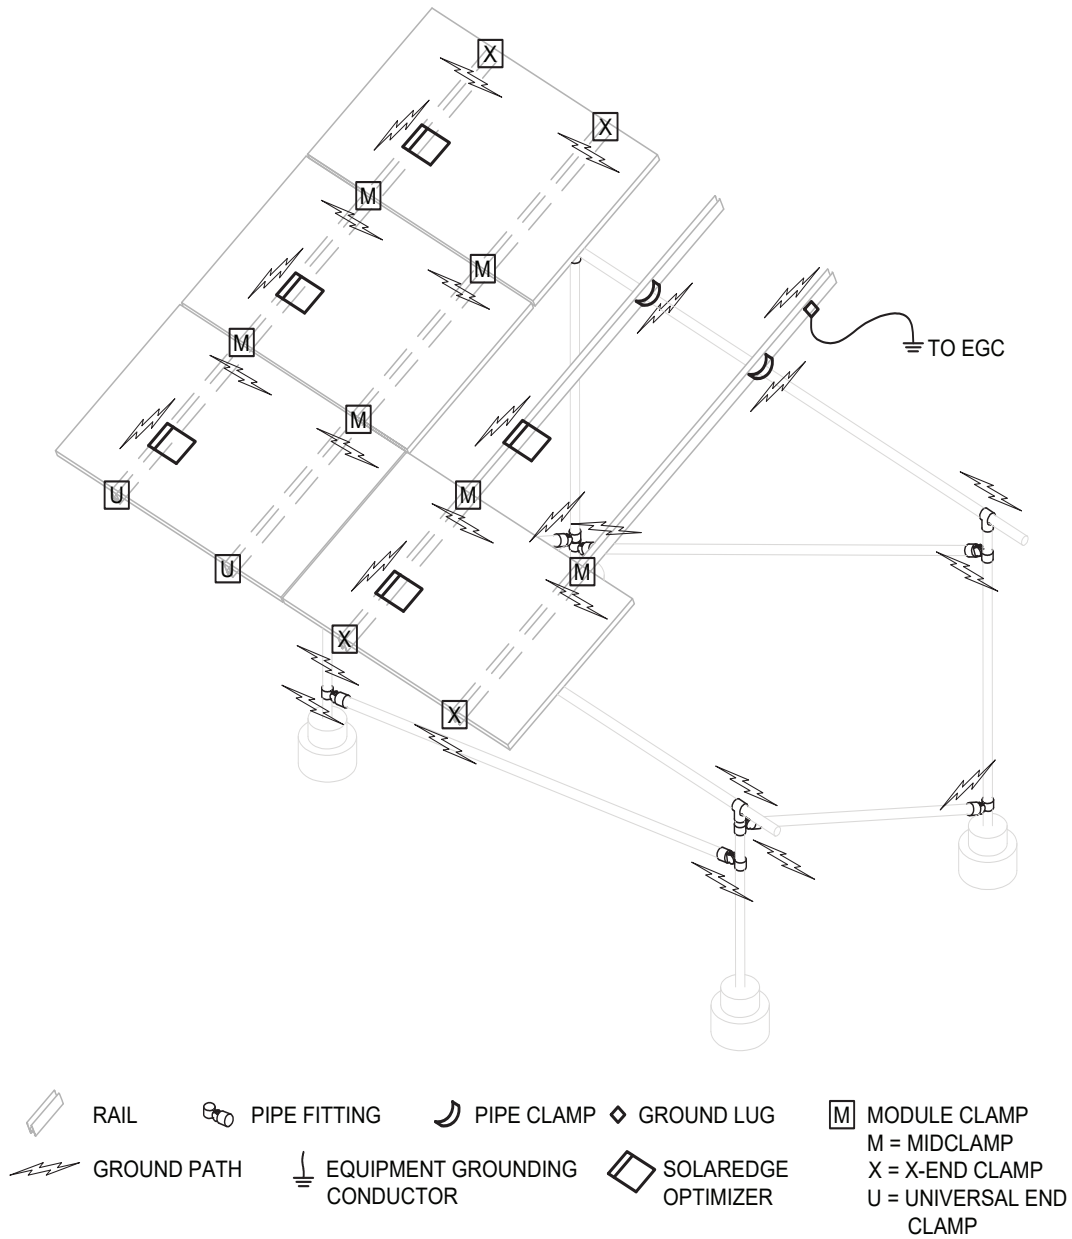 X
X
M
M
M
TO EGC
M
U
M
U
M
X
X
RAIL
PIPE FITTING
PIPE CLAMP
GROUND LUG
M MODULE CLAMP
M = MIDCLAMP
GROUND PATH
EQUIPMENT GROUNDING
CONDUCTOR
SOLAREDGE
OPTIMIZER
X = X-END CLAMP
U = UNIVERSAL END
CLAMP